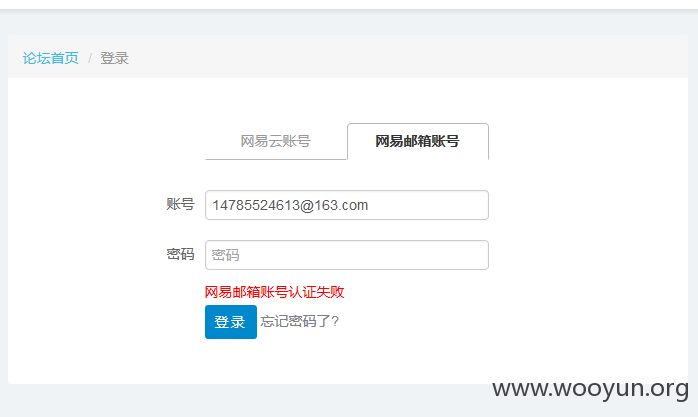 论坛首页 / 登录
网易云账号 网易邮箱账号
账号 14785524613@163.com
密码 密码
网易邮箱账号认证失败
登录 忘记密码了?
www.wooyun.org